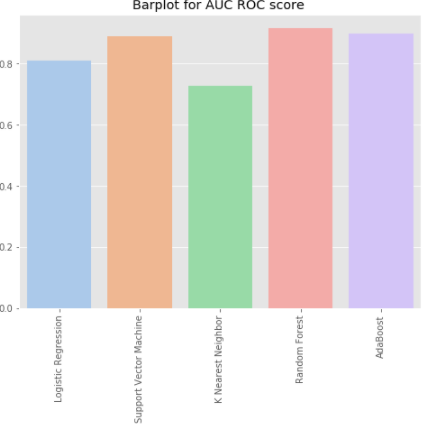 Barplot for AUC ROC score
0.8
0.6
0.4
0.2
0.0
Logistic Regression
Support Vector Machine
K Nearest Neighbor
Random Forest
AdaBoost